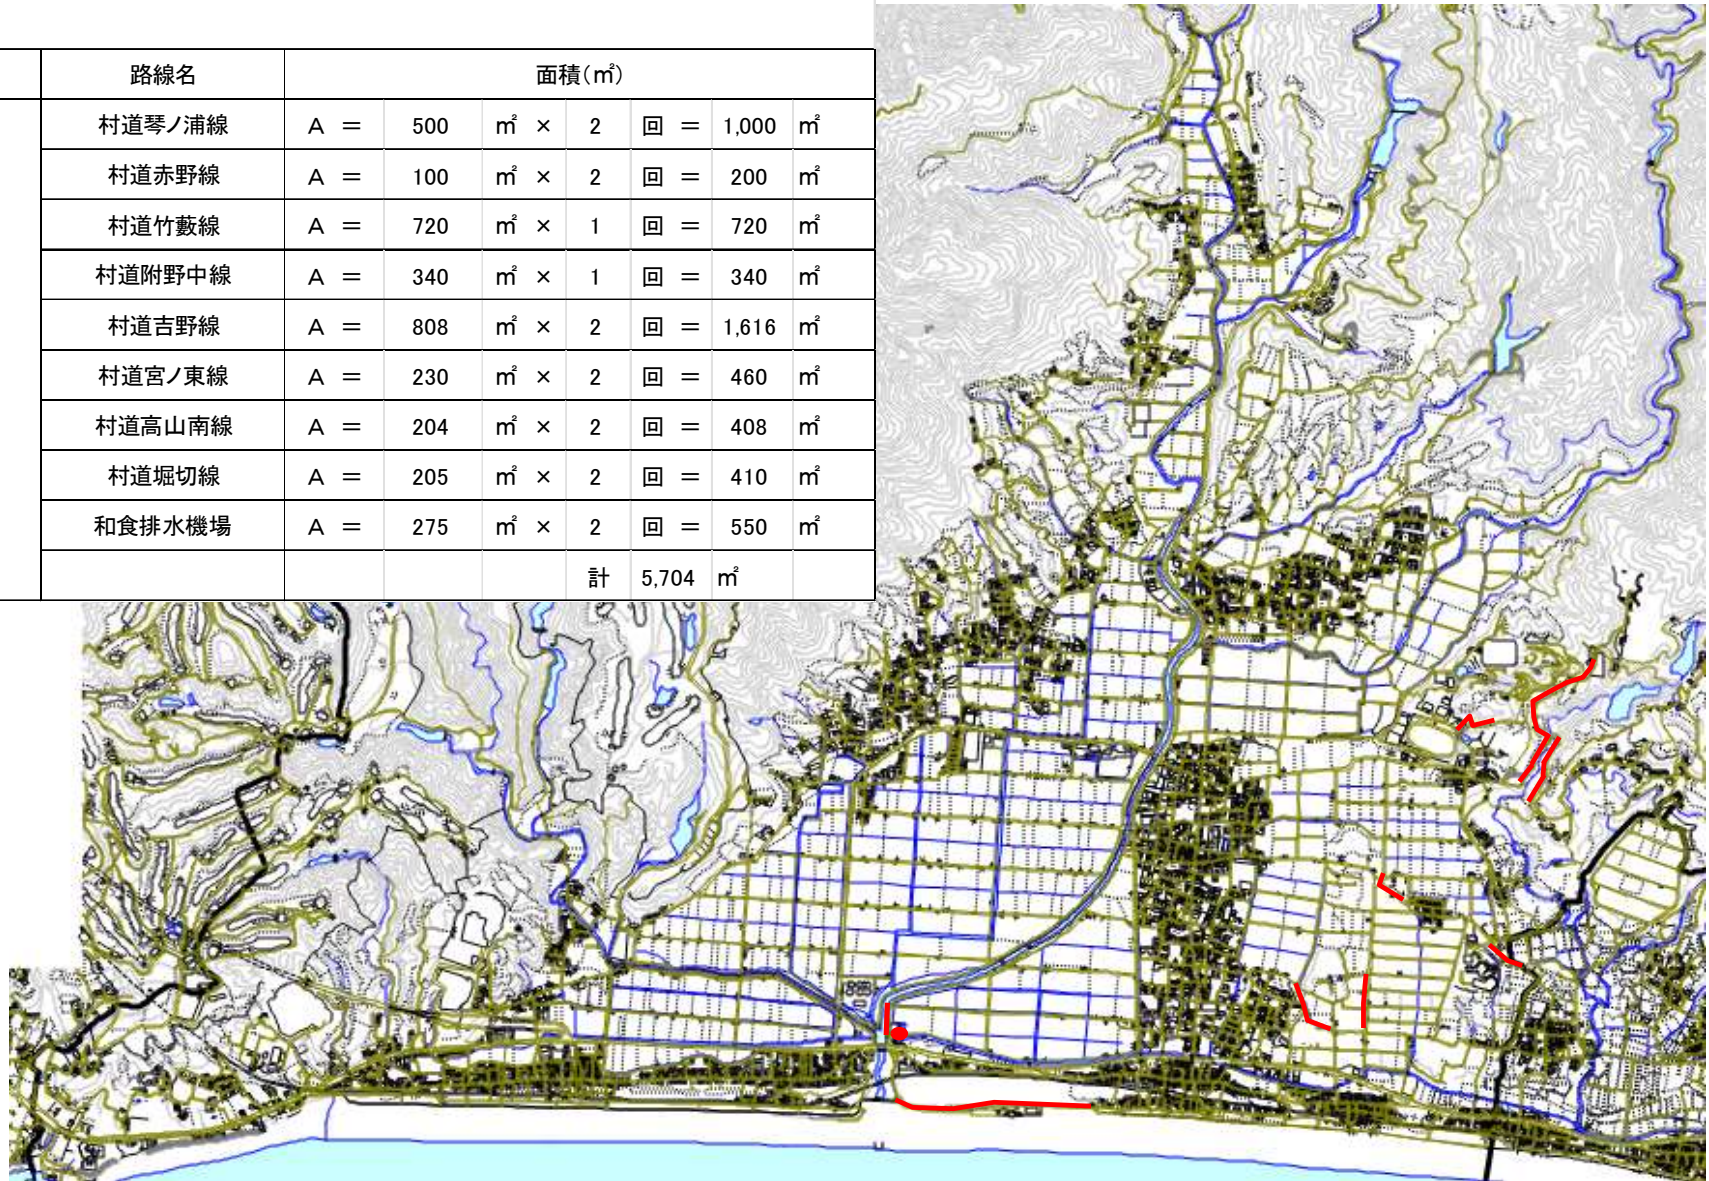 路線名 面積(㎡)
村道琴ノ浦線 A = 500 ㎡ × 2 回 = 1,000 ㎡
村道赤野線 A = 100 ㎡ × 2 回 = 200 ㎡
村道竹藪線 A = 720 ㎡ × 1 回 = 720 ㎡
村道附野中線 A = 340 ㎡ × 1 回 = 340 ㎡
村道吉野線 A = 808 ㎡ × 2 回 = 1,616 ㎡
村道宮ノ東線 A = 230 ㎡ × 2 回 = 460 ㎡
村道高山南線 A = 204 ㎡ × 2 回 = 408 ㎡
村道堀切線 A = 205 ㎡ × 2 回 = 410 ㎡
和食排水機場 A = 275 ㎡ × 2 回 = 550 ㎡
計 5,704 ㎡